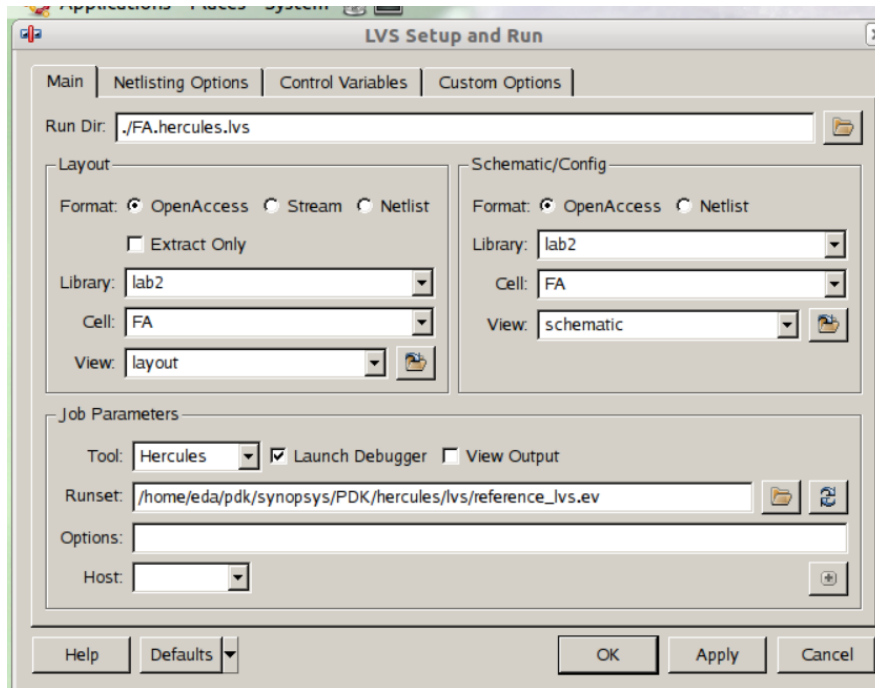 Applications Places System
LVS Setup and Run
Main Netlisting Options Control Variables Custom Options
Run Dir: ./FA.hercules.lvs
Layout
Format: OpenAccess Stream Netlist
Extract Only
Library: lab2
Cell: FA
View: layout
Schematic/Config
Format: OpenAccess Netlist
Library: lab2
Cell: FA
View: schematic
Job Parameters
Tool: Hercules Launch Debugger View Output
Runset: /home/eda/pdk/synopsys/PDK/hercules/lvs/reference_lvs.ev
Options:
Host:
Help Defaults OK Apply Cancel